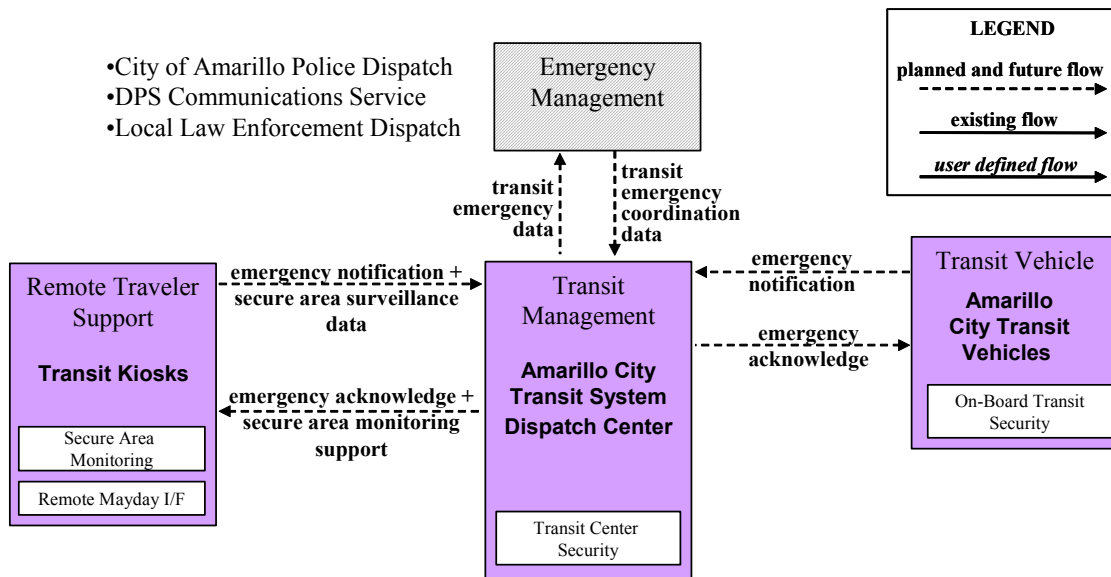 •City of Amarillo Police Dispatch
•DPS Communications Service
•Local Law Enforcement Dispatch
Emergency
Management
LEGEND
planned and future flow
existing flow
user defined flow
transit
emergency
data
transit
emergency
coordination
data
Remote Traveler
Support
Transit Kiosks
Secure Area
Monitoring
Remote Mayday I/F
emergency notification +
secure area surveillance
data
emergency acknowledge +
secure area monitoring
support
Transit
Management
Amarillo City
Transit System
Dispatch Center
Transit Center
Security
emergency
notification
emergency
acknowledge
Transit Vehicle
Amarillo
City Transit
Vehicles
On-Board Transit
Security